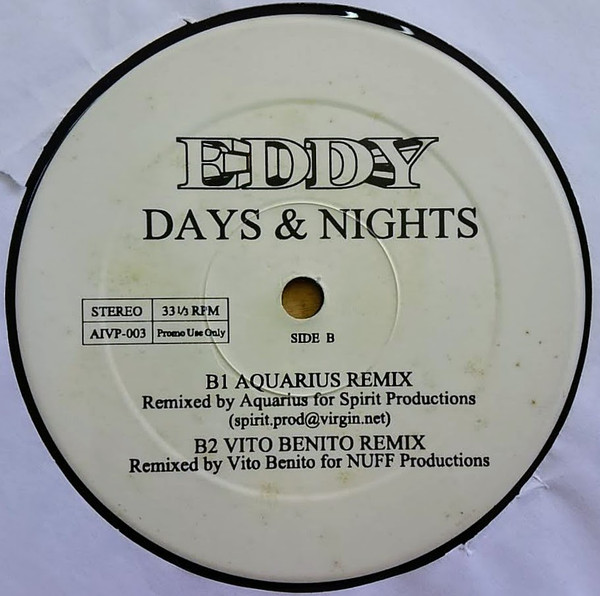 EDDY
DAYS & NIGHTS
STEREO 33 1/3 RPM
AIVP-003 Promo Use Only
SIDE B
B1 AQUARIUS REMIX
Remixed by Aquarius for Spirit Productions
(spirit.prod@virgin.net)
B2 VITO BENITO REMIX
Remixed by Vito Benito for NUFF Productions